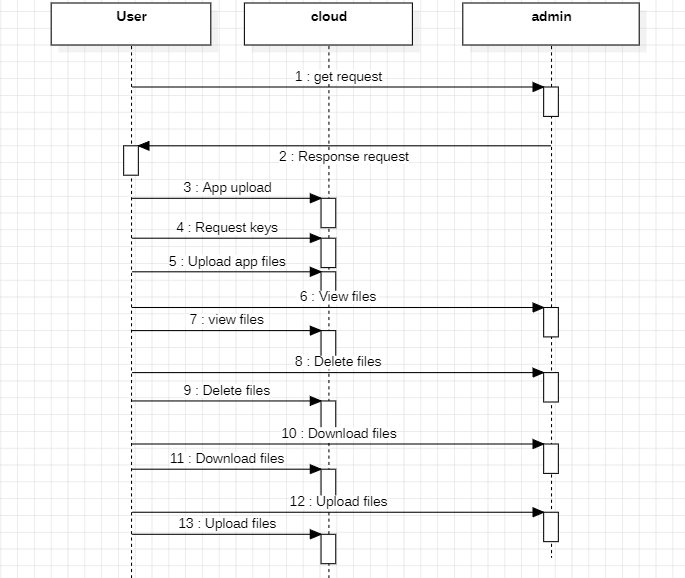 User
cloud
admin
1 : get request
2 : Response request
3 : App upload
4 : Request keys
5 : Upload app files
6 : View files
7 : view files
8 : Delete files
9 : Delete files
10 : Download files
11 : Download files
12 : Upload files
13 : Upload files